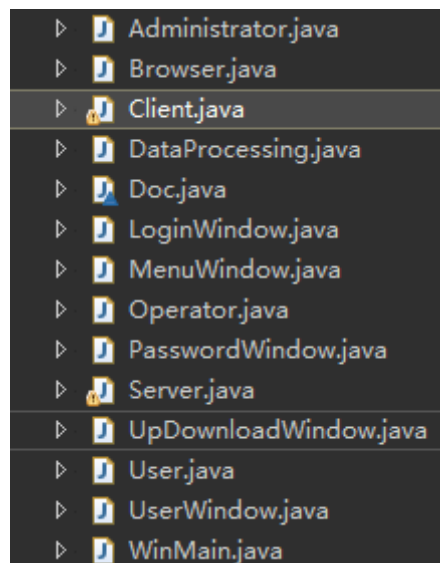 Administrator.java
Browser.java
Client.java
DataProcessing.java
Doc.java
LoginWindow.java
MenuWindow.java
Operator.java
PasswordWindow.java
Server.java
UpDownloadWindow.java
User.java
UserWindow.java
WinMain.java